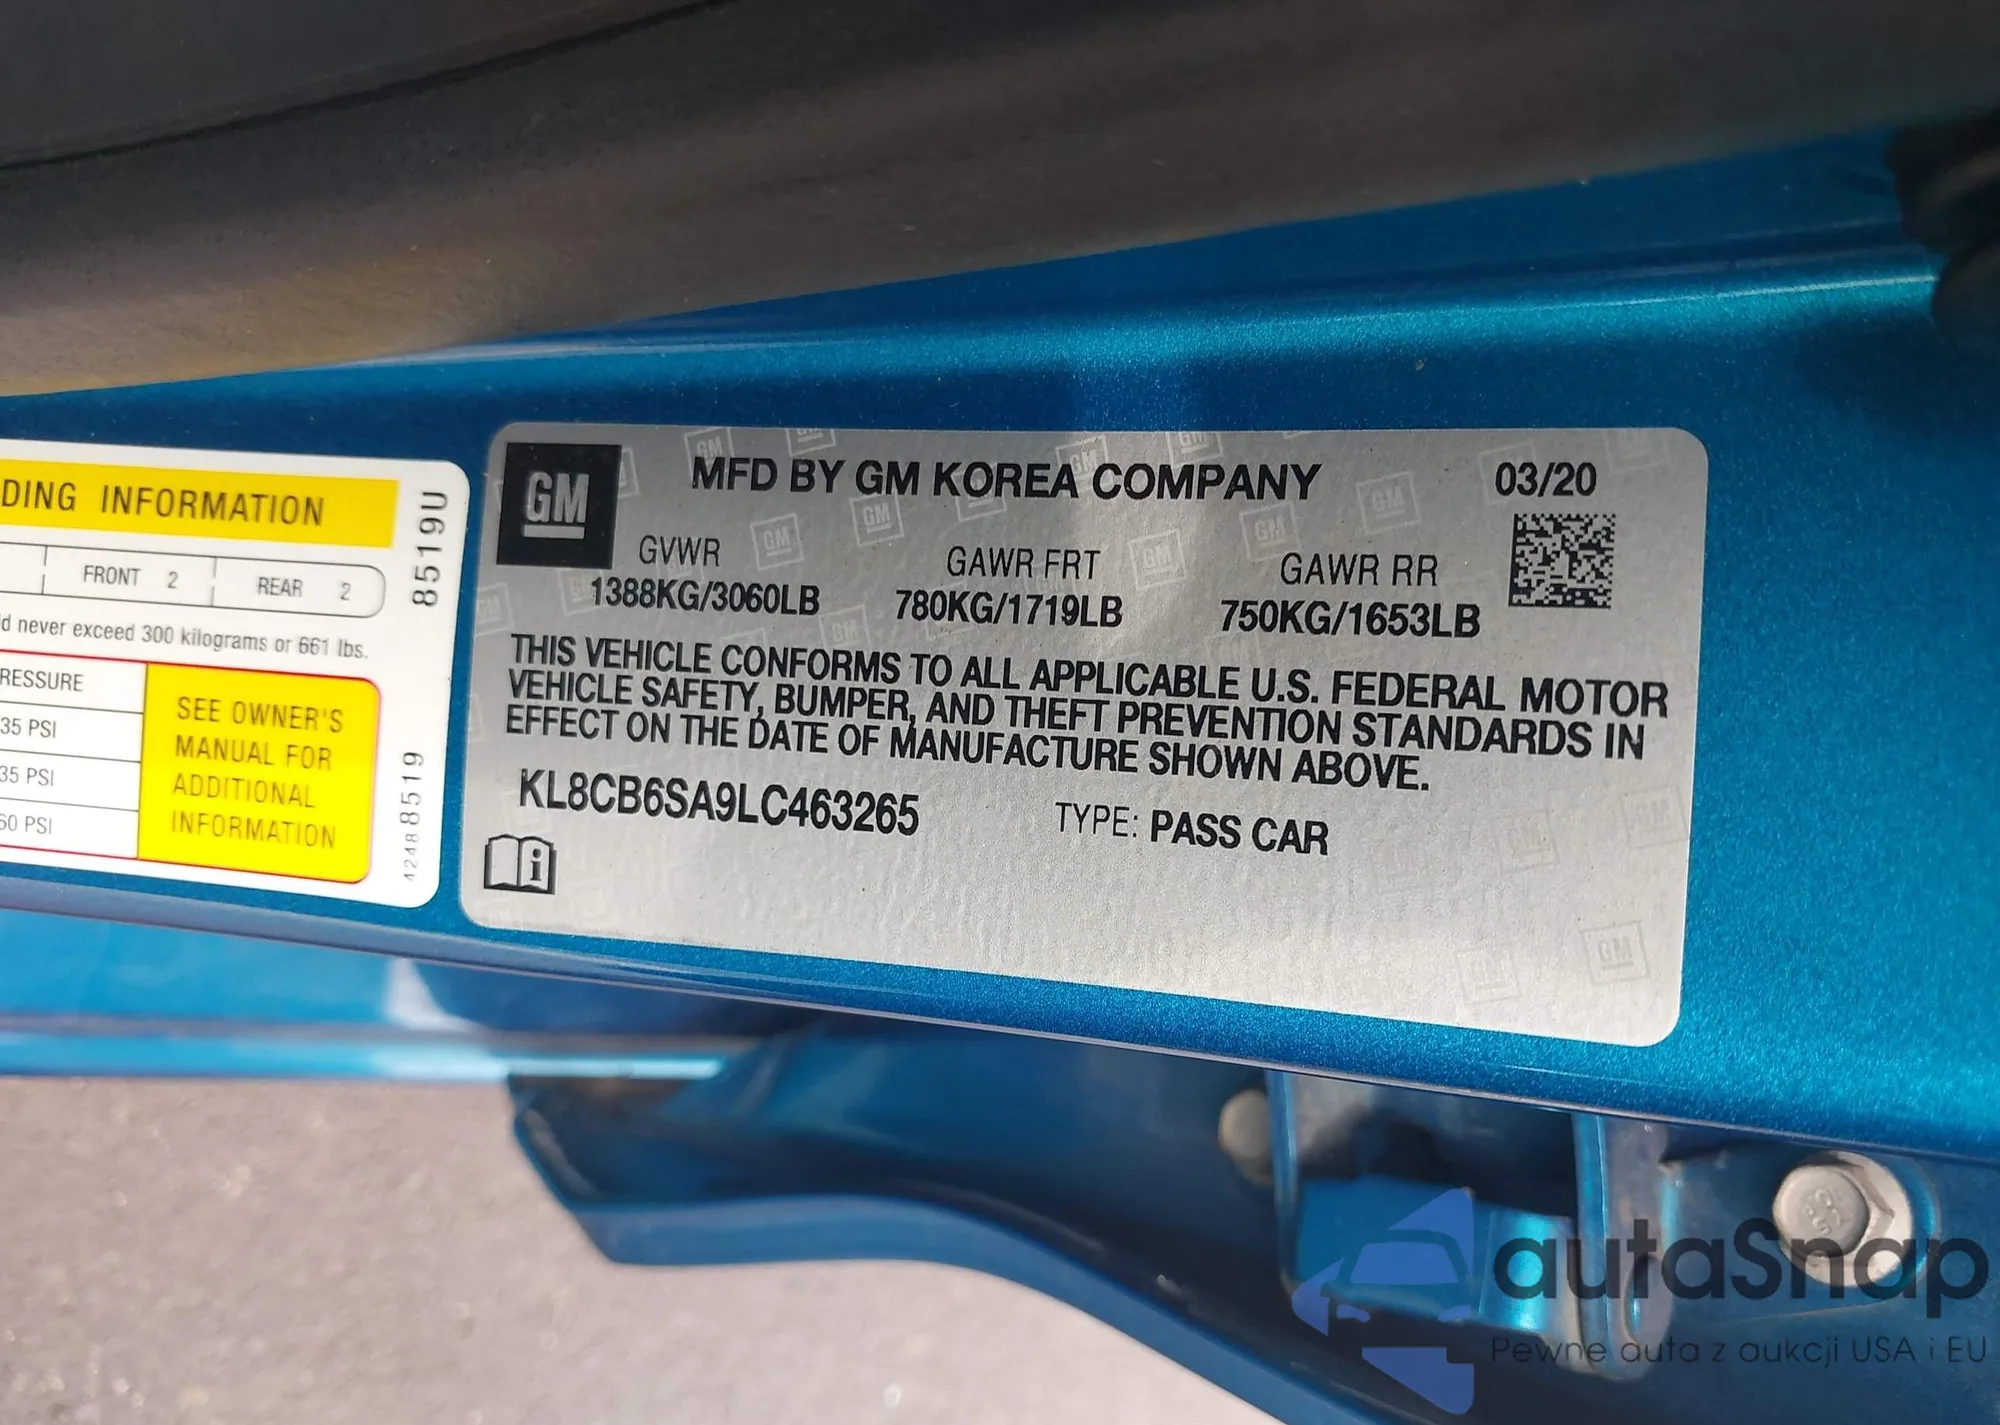 DING INFORMATION
FRONT 2 REAR 2
d never exceed 300 kilograms or 661 lbs.
RESSURE
35 PSI
35 PSI
60 PSI
SEE OWNER'S
MANUAL FOR
ADDITIONAL
INFORMATION
8519U
42488519
GM
MFD BY GM KOREA COMPANY 03/20
GVWR GAWR FRT GAWR RR
1388KG/3060LB 780KG/1719LB 750KG/1653LB
THIS VEHICLE CONFORMS TO ALL APPLICABLE U.S. FEDERAL MOTOR
VEHICLE SAFETY, BUMPER, AND THEFT PREVENTION STANDARDS IN
EFFECT ON THE DATE OF MANUFACTURE SHOWN ABOVE.
KL8CB6SA9LC463265 TYPE: PASS CAR
autaSnap
Pewne auta z aukcji USA i EU